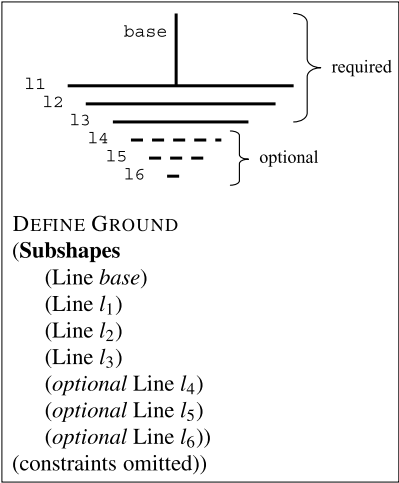 base
l1
required
l2
l3
l4
l5
optional
l6
DEFINE GROUND
(Subshapes
(Line base)
(Line l1)
(Line l2)
(Line l3)
(optional Line l4)
(optional Line l5)
(optional Line l6))
(constraints omitted))